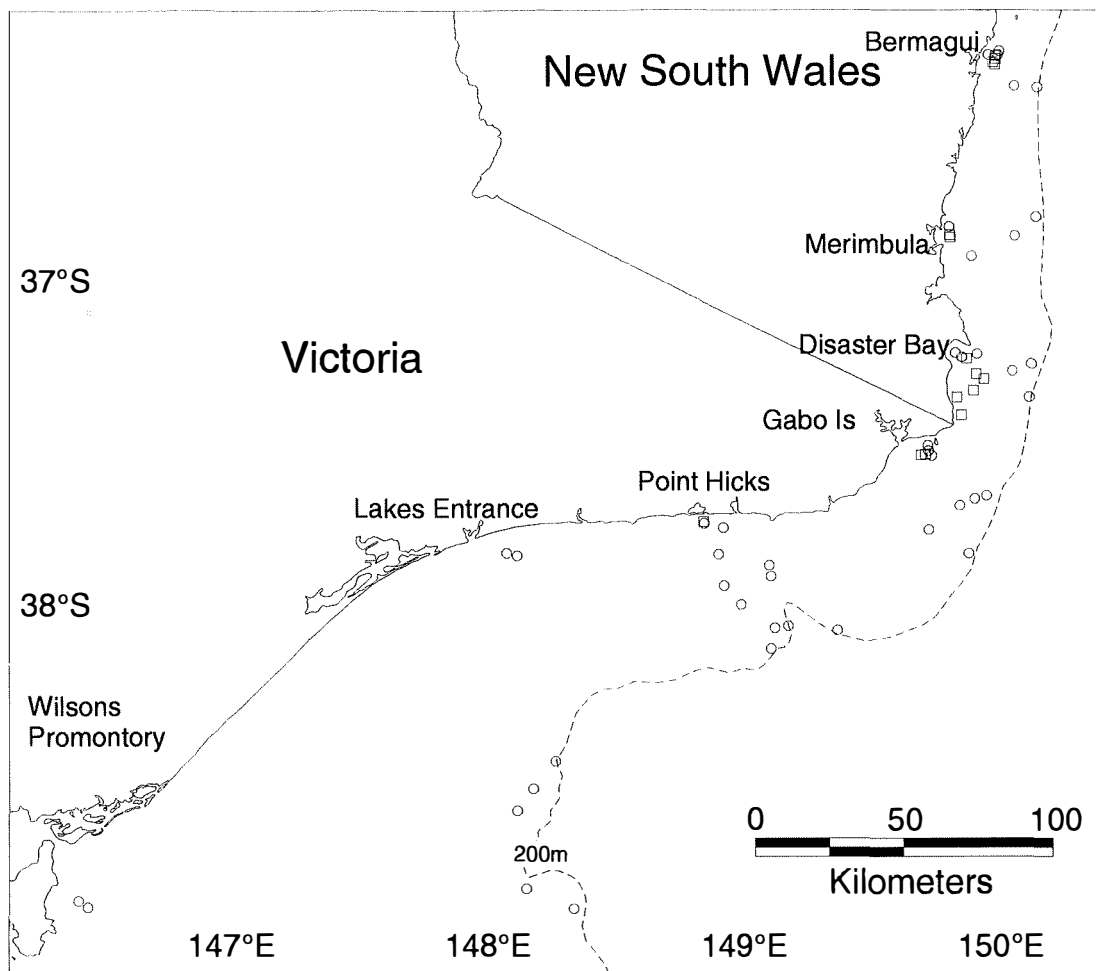 Bermagui
New South Wales
Merimbula
37°S
Disaster Bay
Victoria
Gabo Is
Point Hicks
Lakes Entrance
38°S
Wilsons
Promontory
0 50 100
200m
Kilometers
147°E 148°E 149°E 150°E